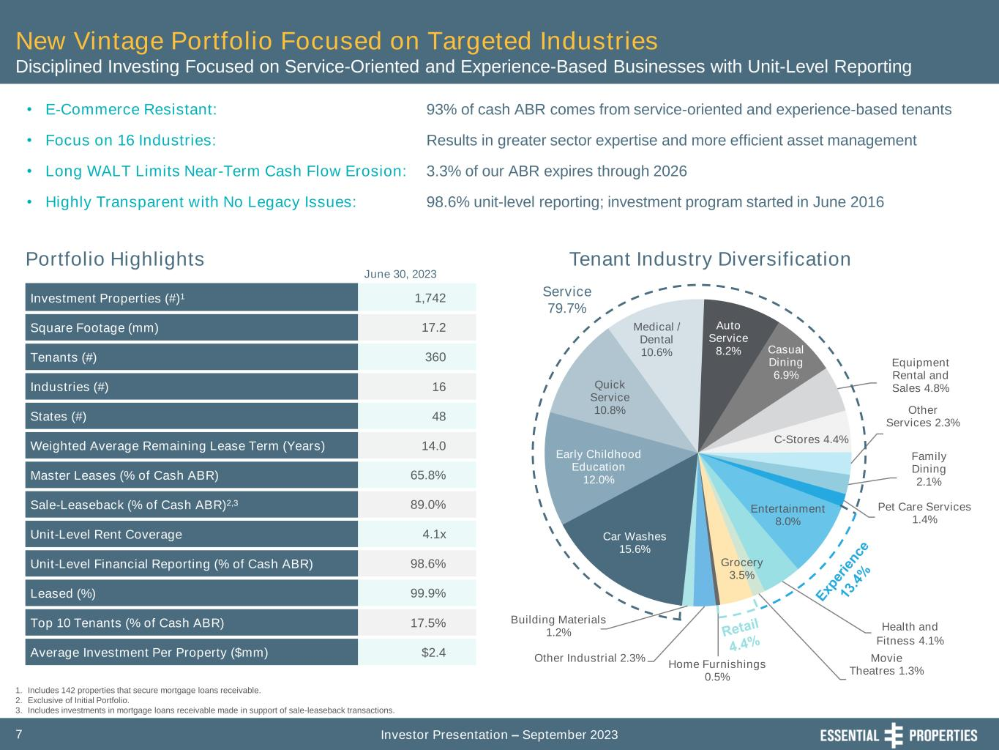 New Vintage Portfolio Focused on Targeted Industries
Disciplined Investing Focused on Service-Oriented and Experience-Based Businesses with Unit-Level Reporting
• E-Commerce Resistant: 93% of cash ABR comes from service-oriented and experience-based tenants
• Focus on 16 Industries: Results in greater sector expertise and more efficient asset management
• Long WALT Limits Near-Term Cash Flow Erosion: 3.3% of our ABR expires through 2026
• Highly Transparent with No Legacy Issues: 98.6% unit-level reporting; investment program started in June 2016
Portfolio Highlights
June 30, 2023
Investment Properties (#)1 1,742
Square Footage (mm) 17.2
Tenants (#) 360
Industries (#) 16
States (#) 48
Weighted Average Remaining Lease Term (Years) 14.0
Master Leases (% of Cash ABR) 65.8%
Sale-Leaseback (% of Cash ABR)2,3 89.0%
Unit-Level Rent Coverage 4.1x
Unit-Level Financial Reporting (% of Cash ABR) 98.6%
Leased (%) 99.9%
Top 10 Tenants (% of Cash ABR) 17.5%
Average Investment Per Property ($mm) $2.4
Tenant Industry Diversification
Service
79.7%
Medical /
Dental
10.6%
Auto
Service
8.2%
Casual
Dining
6.9%
Equipment
Rental and
Sales 4.8%
Other
Services 2.3%
C-Stores 4.4%
Family
Dining
2.1%
Pet Care Services
1.4%
Entertainment
8.0%
Experience
13.4%
Health and
Fitness 4.1%
Movie
Theatres 1.3%
Grocery
3.5%
Retail
4.4%
Home Furnishings
0.5%
Other Industrial 2.3%
Building Materials
1.2%
Car Washes
15.6%
Early Childhood
Education
12.0%
Quick
Service
10.8%
1. Includes 142 properties that secure mortgage loans receivable.
2. Exclusive of Initial Portfolio.
3. Includes investments in mortgage loans receivable made in support of sale-leaseback transactions.
7
Investor Presentation – September 2023
ESSENTIAL PROPERTIES